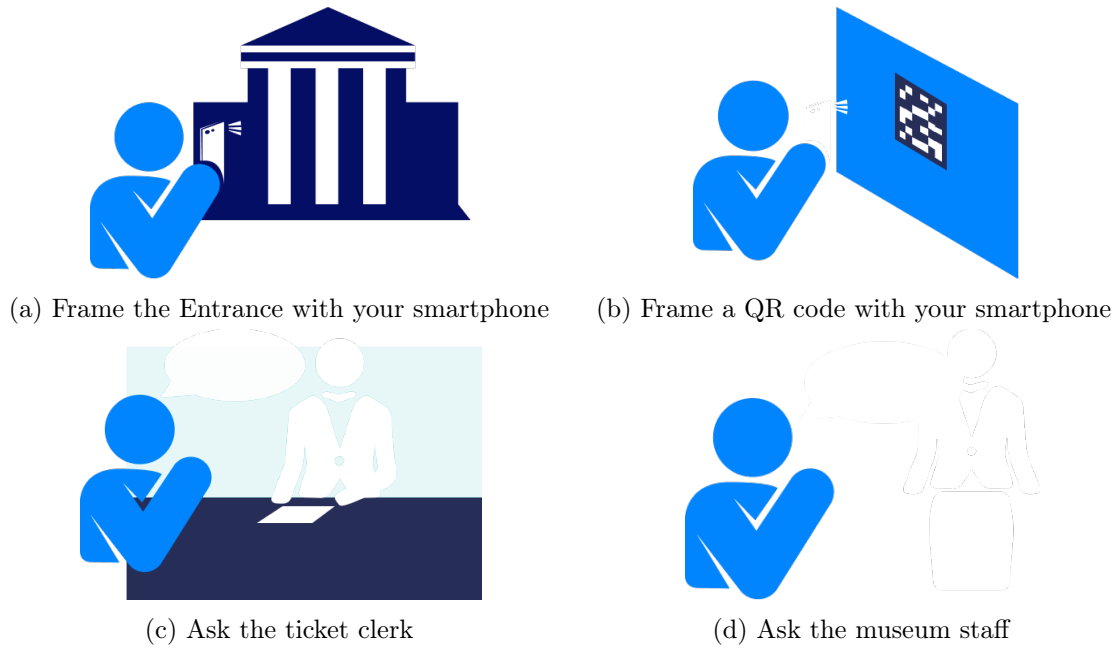 (a) Frame the Entrance with your smartphone
(b) Frame a QR code with your smartphone
(c) Ask the ticket clerk
(d) Ask the museum staff